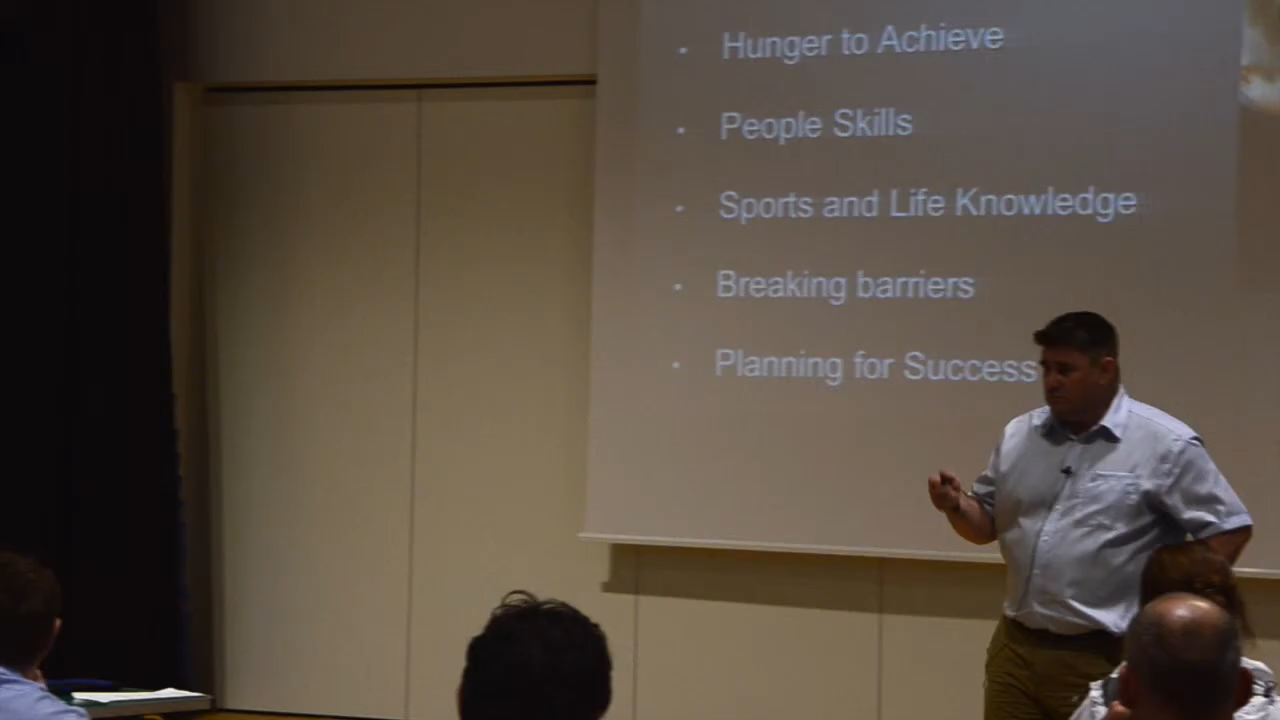 • Hunger to Achieve
• People Skills
• Sports and Life Knowledge
• Breaking barriers
• Planning for Success